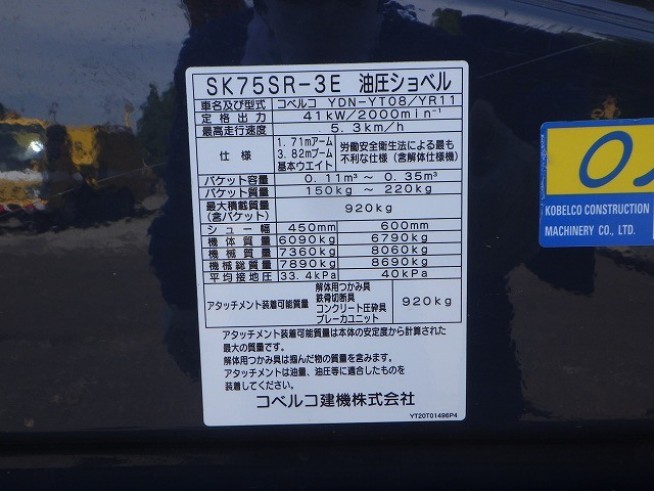 SK75SR-3E 油圧ショベル
車名及び型式 コベルコ YDN-YT08/YR11
定格出力 41kW/2000min⁻¹
最高走行速度 5.3km/h
仕様
1.71mアーム
3.82mブーム
基本ウエイト
労働安全衛生法による最も
不利な仕様(含解体仕様機)
バケット容量 0.11m³ ～ 0.35m³
バケット質量 150kg ～ 220kg
最大積載質量
(含バケット)
920kg
シュー幅 450mm 600mm
機体質量 6090kg 6790kg
機械質量 7360kg 8060kg
機械総質量 7890kg 8690kg
平均接地圧 33.4kPa 40kPa
アタッチメント装着可能質量
解体用つかみ具
鉄骨切断具
コンクリート圧砕具
ブレーカユニット
920kg
アタッチメント装着可能質量は本体の安定度から計算された
最大の質量です。
解体用つかみ具は掴んだ物の質量を含みます。
アタッチメントは油量、油圧等に適合したものを
装着してください。
コベルコ建機株式会社
YT20T01496P4
KOBELCO CONSTRUCTION
MACHINERY CO., LTD.